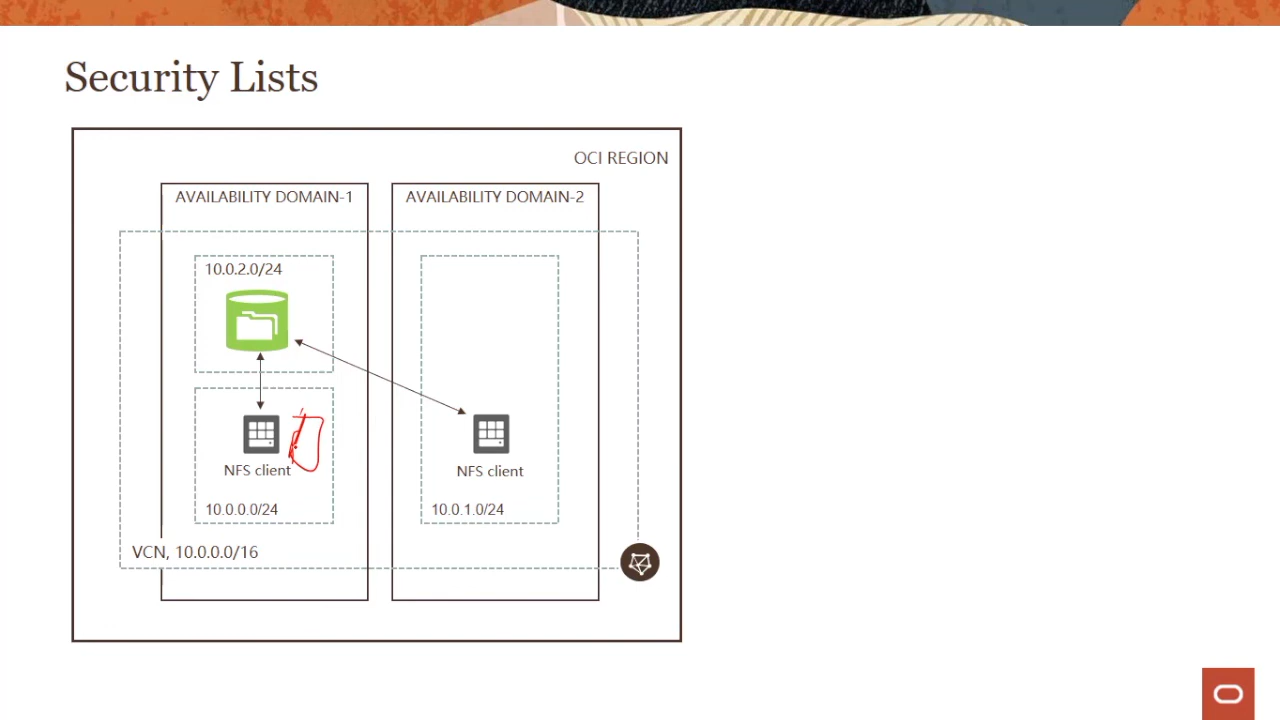 Security Lists
OCI REGION
AVAILABILITY DOMAIN-1
AVAILABILITY DOMAIN-2
10.0.2.0/24
NFS client
NFS client
10.0.0.0/24
10.0.1.0/24
VCN, 10.0.0.0/16